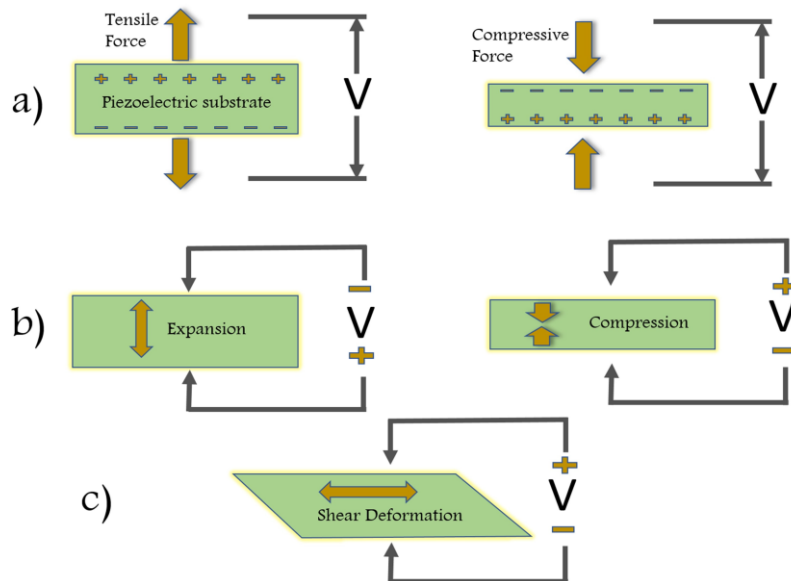 Tensile
Force
+ + + + + + +
Piezoelectric substrate
− − − − − − −
V
a)
Compressive
Force
− − − − − − −
+ + + + + + +
V
b)
Expansion
−
V
+
Compression
+
V
−
c)
Shear Deformation
+
V
−